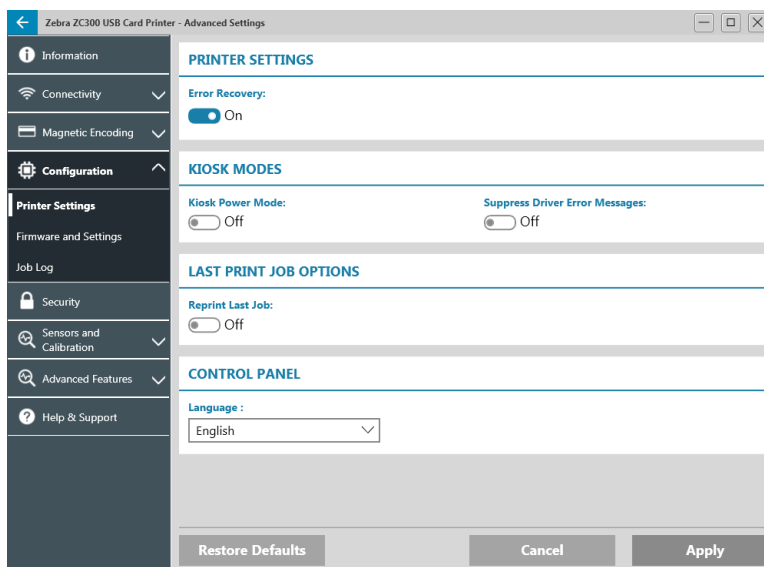 Zebra ZC300 USB Card Printer - Advanced Settings
Information
Connectivity
Magnetic Encoding
Configuration
Printer Settings
Firmware and Settings
Job Log
Security
Sensors and
Calibration
Advanced Features
Help & Support
PRINTER SETTINGS
Error Recovery:
On
KIOSK MODES
Kiosk Power Mode:
Off
Suppress Driver Error Messages:
Off
LAST PRINT JOB OPTIONS
Reprint Last Job:
Off
CONTROL PANEL
Language :
English
Restore Defaults
Cancel
Apply